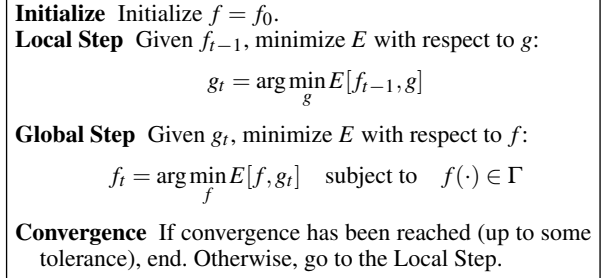 Initialize Initialize f = f₀.
Local Step Given fₜ₋₁, minimize E with respect to g:
gₜ = arg min_g E[fₜ₋₁, g]
Global Step Given gₜ, minimize E with respect to f:
fₜ = arg min_f E[f, gₜ] subject to f(·) ∈ Γ
Convergence If convergence has been reached (up to some
tolerance), end. Otherwise, go to the Local Step.